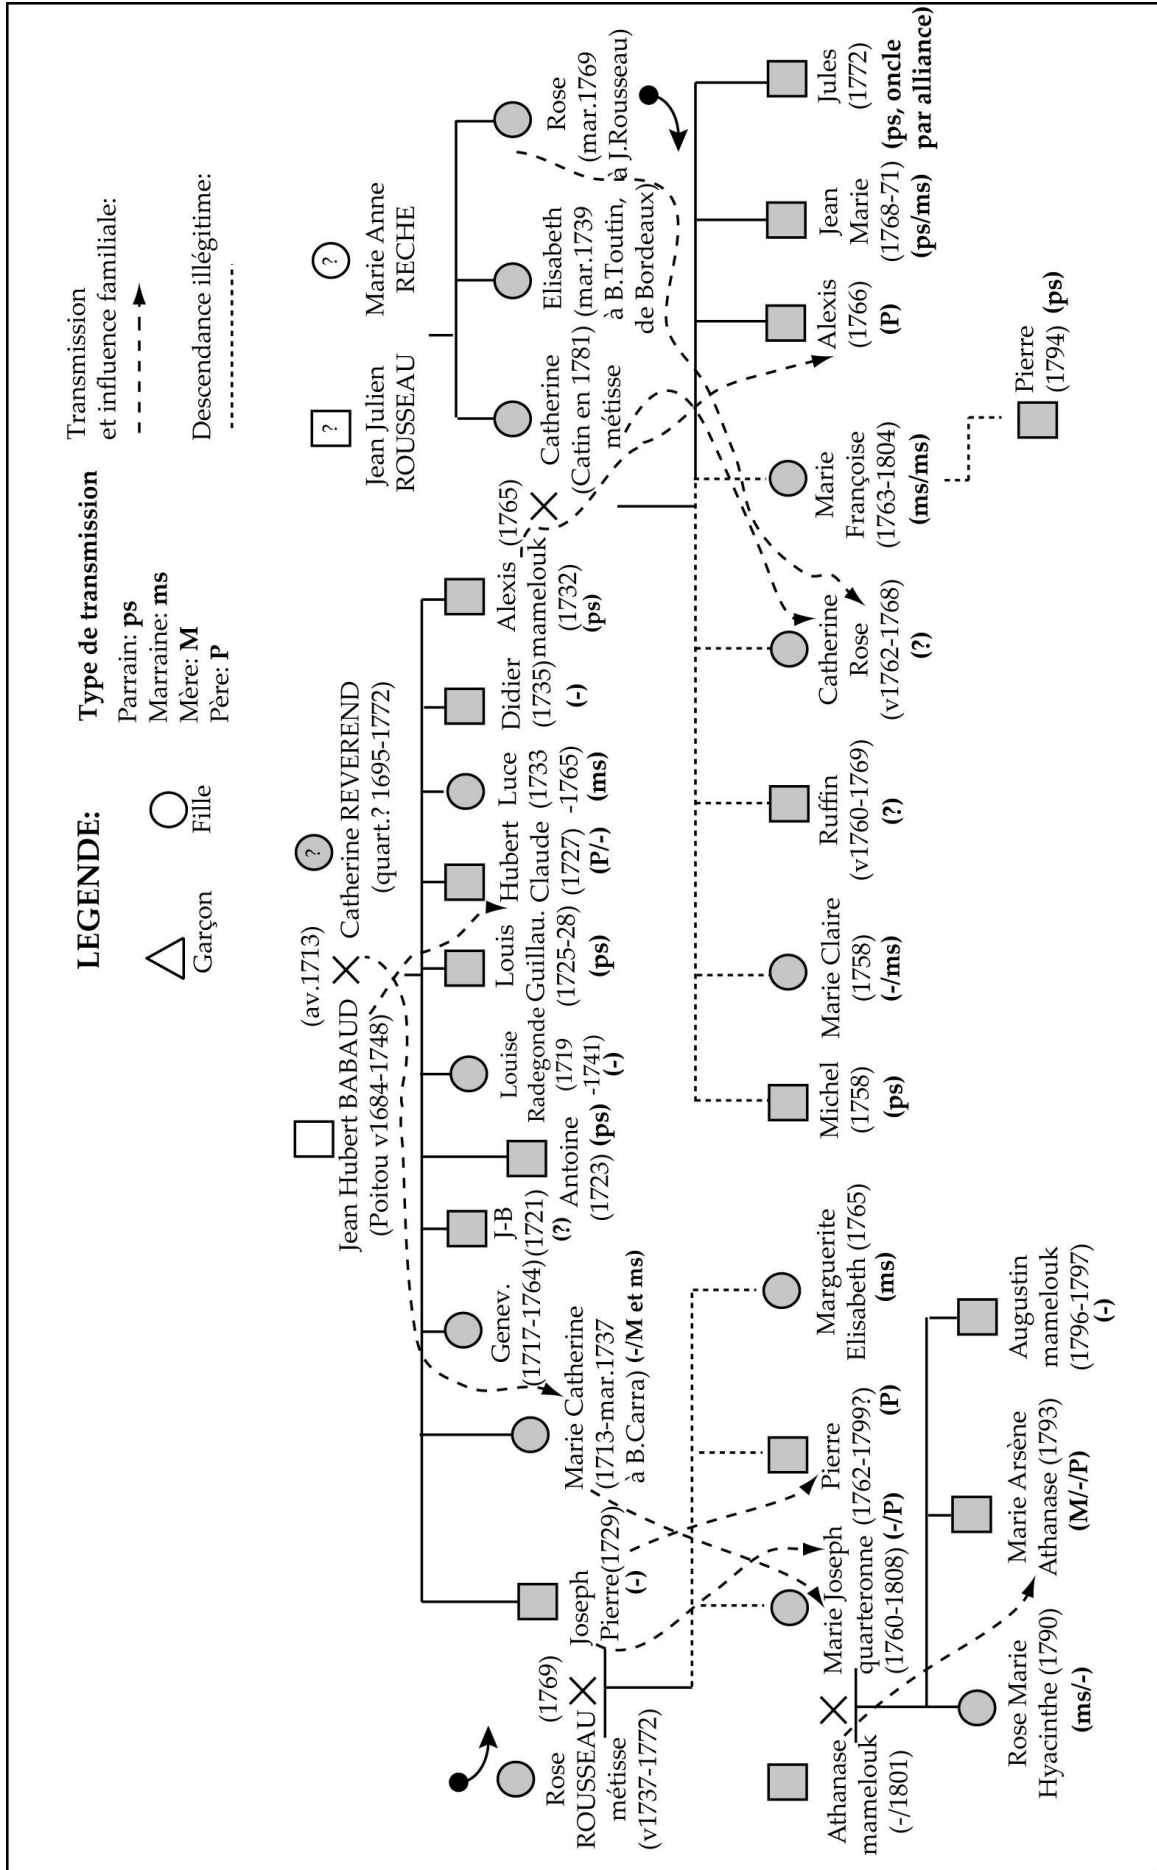 LEGENDE:
Type de transmission
Parrain: ps
Marraine: ms
Mère: M
Père: P
Garçon
Fille
Transmission
et influence familiale:
Descendance illégitime:
Jean Hubert BABAUD
(Poitou v1684-1748)
(av.1713)
?
Catherine REVEREND
(quart.? 1695-1772)
?
Jean Julien
ROUSSEAU
?
Marie Anne
RECHE
Rose
ROUSSEAU
métisse
(v1737-1772)
(1769)
Joseph
Pierre(1729)
(-)
Marie Catherine
(1713-mar.1737
à B.Carra) (-/M et ms)
Genev.
(1717-1764)
J-B
(1721)
(?)
Antoine
(1723) (ps)
Louise
Radegonde
(1719
-1741)
(-)
Louis
Guillau.
(1725-28)
(ps)
Hubert
Claude
(1727)
(P/-)
Luce
(1733
-1765)
(ms)
Didier
(1735)
(-)
Alexis
mamelouk
(1732)
(ps)
(1765)
Catherine
(Catin en 1781)
métisse
Elisabeth
(mar.1739
à B.Toutin,
de Bordeaux)
Rose
(mar.1769
à J.Rousseau)
Athanase
mamelouk
(-/1801)
Marie Joseph
quarteronne
(1760-1808) (-/P)
Pierre
(1762-1799?)
(P)
Marguerite
Elisabeth (1765)
(ms)
Michel
(1758)
(ps)
Marie Claire
(1758)
(-/ms)
Ruffin
(v1760-1769)
(?)
Catherine
Rose
(v1762-1768)
(?)
Marie
Françoise
(1763-1804)
(ms/ms)
Alexis
(1766)
(P)
Jean
Marie
(1768-71)
(ps/ms)
Jules
(1772)
(ps, oncle
par alliance)
Rose Marie
Hyacinthe (1790)
(ms/-)
Marie Arsène
Athanase (1793)
(M/-/P)
Augustin
mamelouk
(1796-1797)
(-)
Pierre
(1794) (ps)